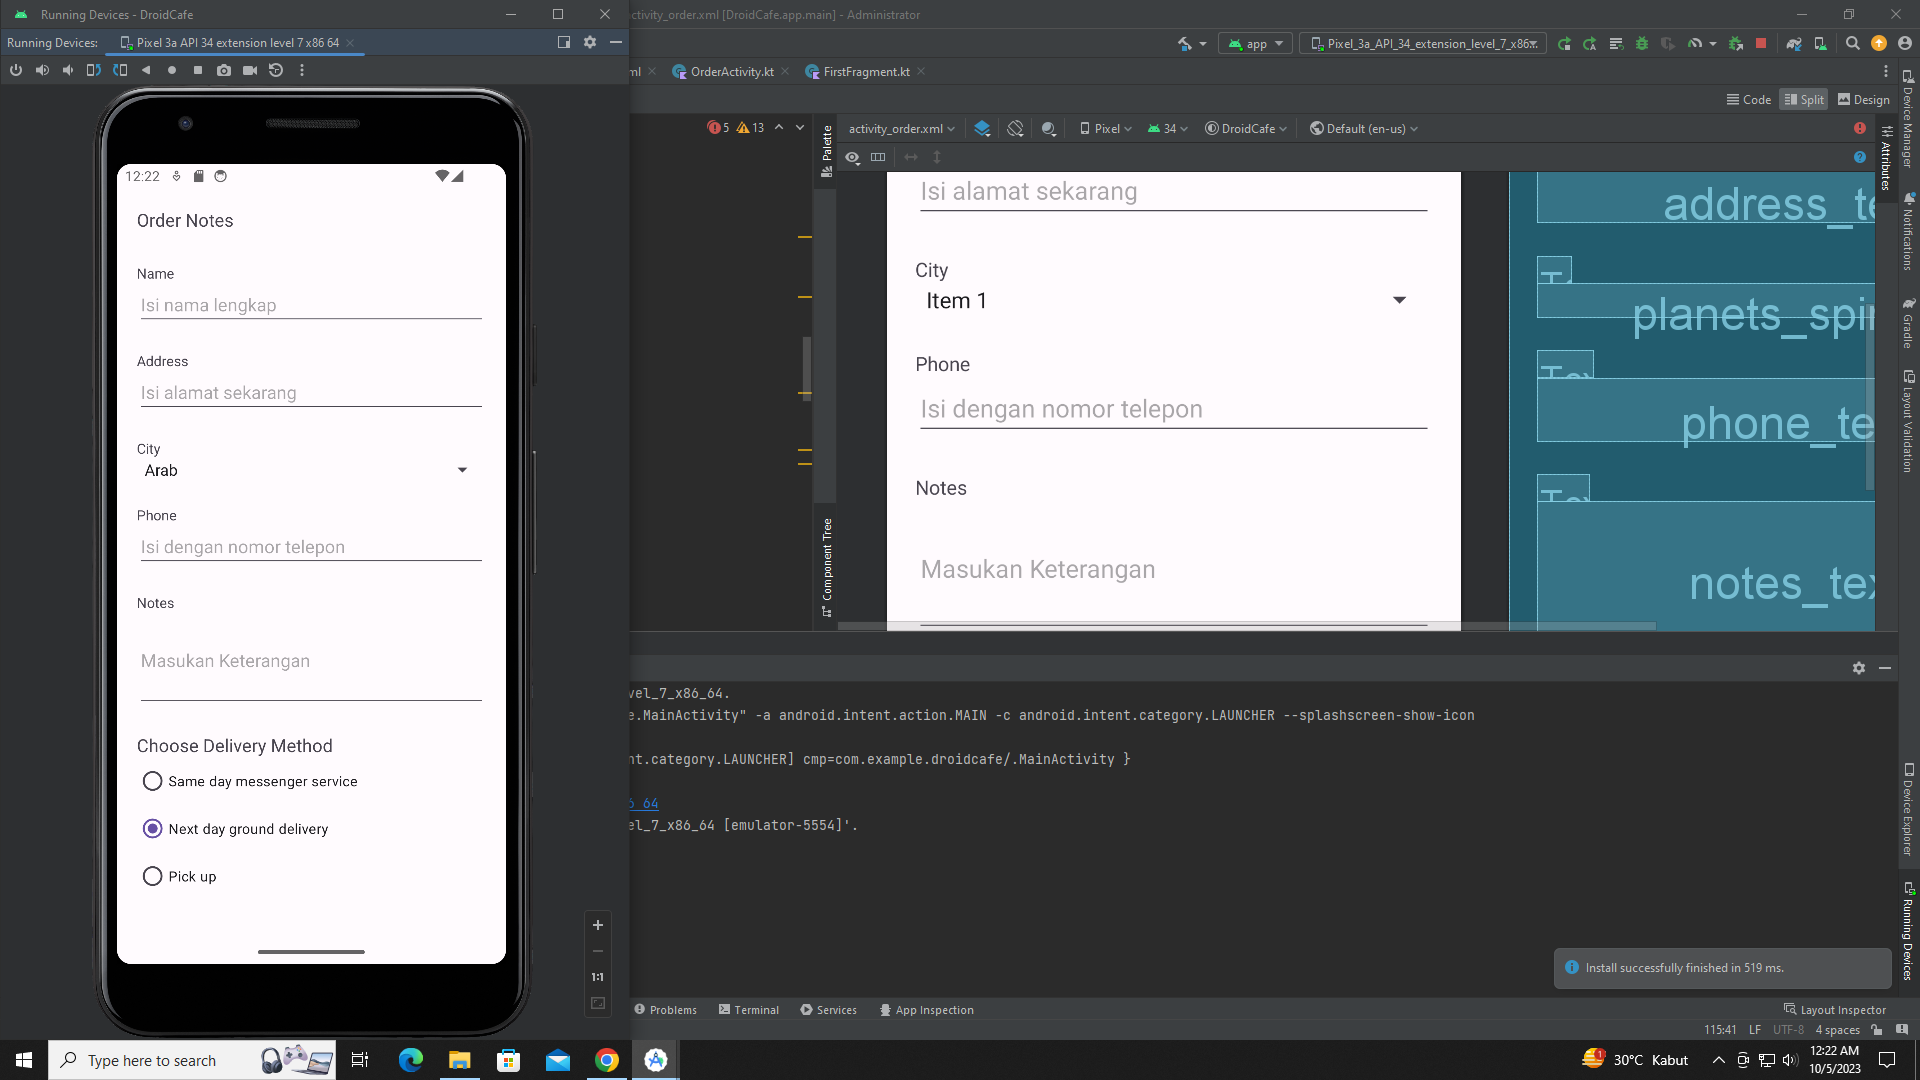 Running Devices - DroidCafe
ctivity_order.xml [DroidCafe.app.main] - Administrator
Running Devices:
Pixel 3a API 34 extension level 7 x86 64
app
Pixel_3a_API_34_extension_level_7_x86
ml
OrderActivity.kt
FirstFragment.kt
Code
Split
Design
5
13
activity_order.xml
Pixel
34
DroidCafe
Default (en-us)
Palette
Component Tree
Attributes
Device Manager
Notifications
Gradle
Layout Validation
Device Explorer
Running Devices
12:22
Order Notes
Name
Isi nama lengkap
Address
Isi alamat sekarang
City
Arab
Phone
Isi dengan nomor telepon
Notes
Masukan Keterangan
Choose Delivery Method
Same day messenger service
Next day ground delivery
Pick up
1:1
Isi alamat sekarang
City
Item 1
Phone
Isi dengan nomor telepon
Notes
Masukan Keterangan
address_te
planets_spin
phone_te
notes_tex
vel_7_x86_64.
e.MainActivity" -a android.intent.action.MAIN -c android.intent.category.LAUNCHER --splashscreen-show-icon
nt.category.LAUNCHER] cmp=com.example.droidcafe/.MainActivity }
6_64
el_7_x86_64 [emulator-5554]'.
Install successfully finished in 519 ms.
Problems
Terminal
Services
App Inspection
Layout Inspector
115:41
LF
UTF-8
4 spaces
Type here to search
1
30°C
Kabut
12:22 AM
10/5/2023